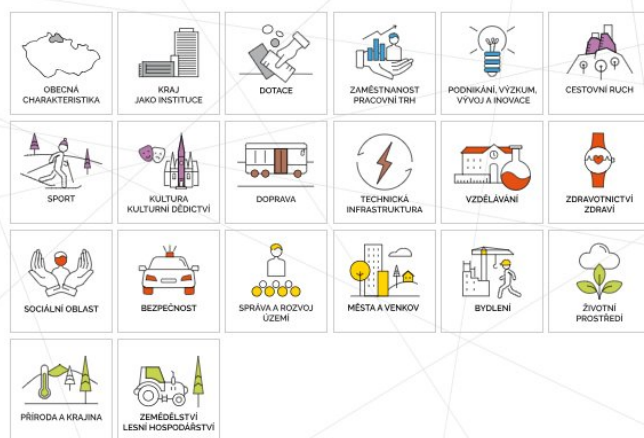 OBECNÁ
CHARAKTERISTIKA
KRAJ
JAKO INSTITUCE
DOTACE
ZAMĚSTNANOST
PRACOVNÍ TRH
PODNIKÁNÍ, VÝZKUM,
VÝVOJ A INOVACE
CESTOVNÍ RUCH
SPORT
KULTURA
KULTURNÍ DĚDICTVÍ
DOPRAVA
TECHNICKÁ
INFRASTRUKTURA
VZDĚLÁVÁNÍ
ZDRAVOTNICTVÍ
ZDRAVÍ
SOCIÁLNÍ OBLAST
BEZPEČNOST
SPRÁVA A ROZVOJ
ÚZEMÍ
MĚSTA A VENKOV
BYDLENÍ
ŽIVOTNÍ
PROSTŘEDÍ
PŘÍRODA A KRAJINA
ZEMĚDĚLSTVÍ
LESNÍ HOSPODÁŘSTVÍ